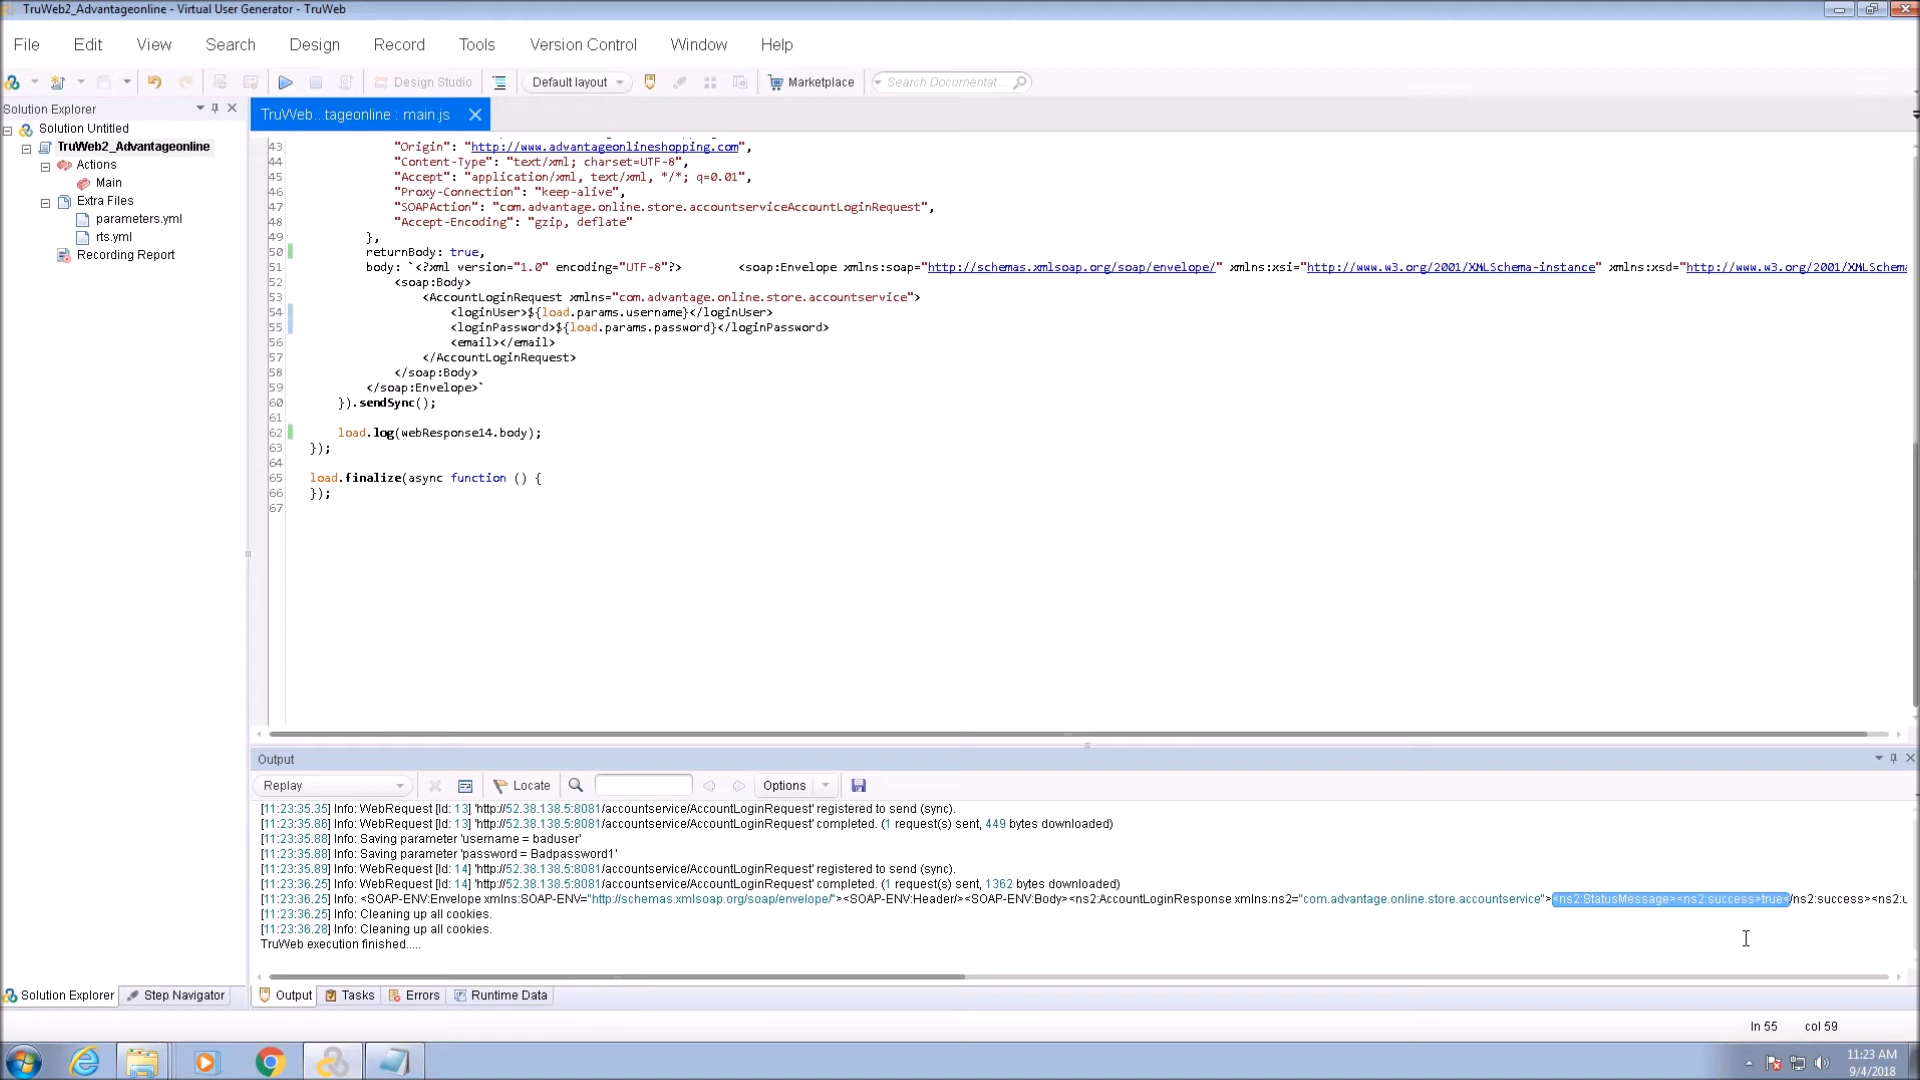 TruWeb2_Advantageonline - Virtual User Generator - TruWeb
File Edit View Search Design Record Tools Version Control Window Help
Design Studio Default layout Marketplace Search Documentat...
Solution Explorer
Solution Untitled
TruWeb2_Advantageonline
Actions
Main
Extra Files
parameters.yml
rts.yml
Recording Report
TruWeb...tageonline : main.js
43 "Origin": "http://www.advantageonlineshopping.com",
44 "Content-Type": "text/xml; charset=UTF-8",
45 "Accept": "application/xml, text/xml, */*; q=0.01",
46 "Proxy-Connection": "keep-alive",
47 "SOAPAction": "com.advantage.online.store.accountserviceAccountLoginRequest",
48 "Accept-Encoding": "gzip, deflate"
49 },
50 returnBody: true,
51 body: `<?xml version="1.0" encoding="UTF-8"?> <soap:Envelope xmlns:soap="http://schemas.xmlsoap.org/soap/envelope/" xmlns:xsi="http://www.w3.org/2001/XMLSchema-instance" xmlns:xsd="http://www.w3.org/2001/XMLSchema
52 <soap:Body>
53 <AccountLoginRequest xmlns="com.advantage.online.store.accountservice">
54 <loginUser>${load.params.username}</loginUser>
55 <loginPassword>${load.params.password}</loginPassword>
56 <email></email>
57 </AccountLoginRequest>
58 </soap:Body>
59 </soap:Envelope>`
60 }).sendSync();
61
62 load.log(webResponse14.body);
63 });
64
65 load.finalize(async function () {
66 });
67
Output
Replay Locate Options
[11:23:35.35] Info: WebRequest [Id: 13] 'http://52.38.138.5:8081/accountservice/AccountLoginRequest' registered to send (sync).
[11:23:35.86] Info: WebRequest [Id: 13] 'http://52.38.138.5:8081/accountservice/AccountLoginRequest' completed. (1 request(s) sent, 449 bytes downloaded)
[11:23:35.88] Info: Saving parameter 'username = baduser'
[11:23:35.88] Info: Saving parameter 'password = Badpassword1'
[11:23:35.89] Info: WebRequest [Id: 14] 'http://52.38.138.5:8081/accountservice/AccountLoginRequest' registered to send (sync).
[11:23:36.25] Info: WebRequest [Id: 14] 'http://52.38.138.5:8081/accountservice/AccountLoginRequest' completed. (1 request(s) sent, 1362 bytes downloaded)
[11:23:36.25] Info: <SOAP-ENV:Envelope xmlns:SOAP-ENV="http://schemas.xmlsoap.org/soap/envelope/"><SOAP-ENV:Header/><SOAP-ENV:Body><ns2:AccountLoginResponse xmlns:ns2="com.advantage.online.store.accountservice"><ns2:StatusMessage><ns2:success>true</ns2:success><ns2:u
[11:23:36.25] Info: Cleaning up all cookies.
[11:23:36.28] Info: Cleaning up all cookies.
TruWeb execution finished.....
Solution Explorer Step Navigator Output Tasks Errors Runtime Data
ln 55 col 59
11:23 AM
9/4/2018